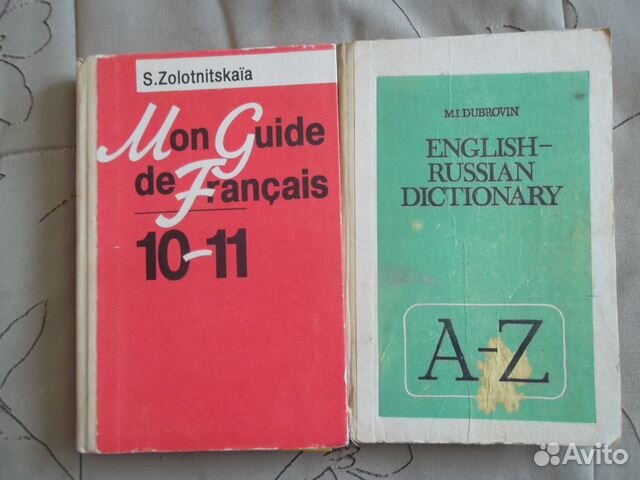 S.Zolotnitskaïa
Mon Guide
de Français
10-11
M.I. DUBROVIN
ENGLISH-
RUSSIAN
DICTIONARY
A-Z
Avito